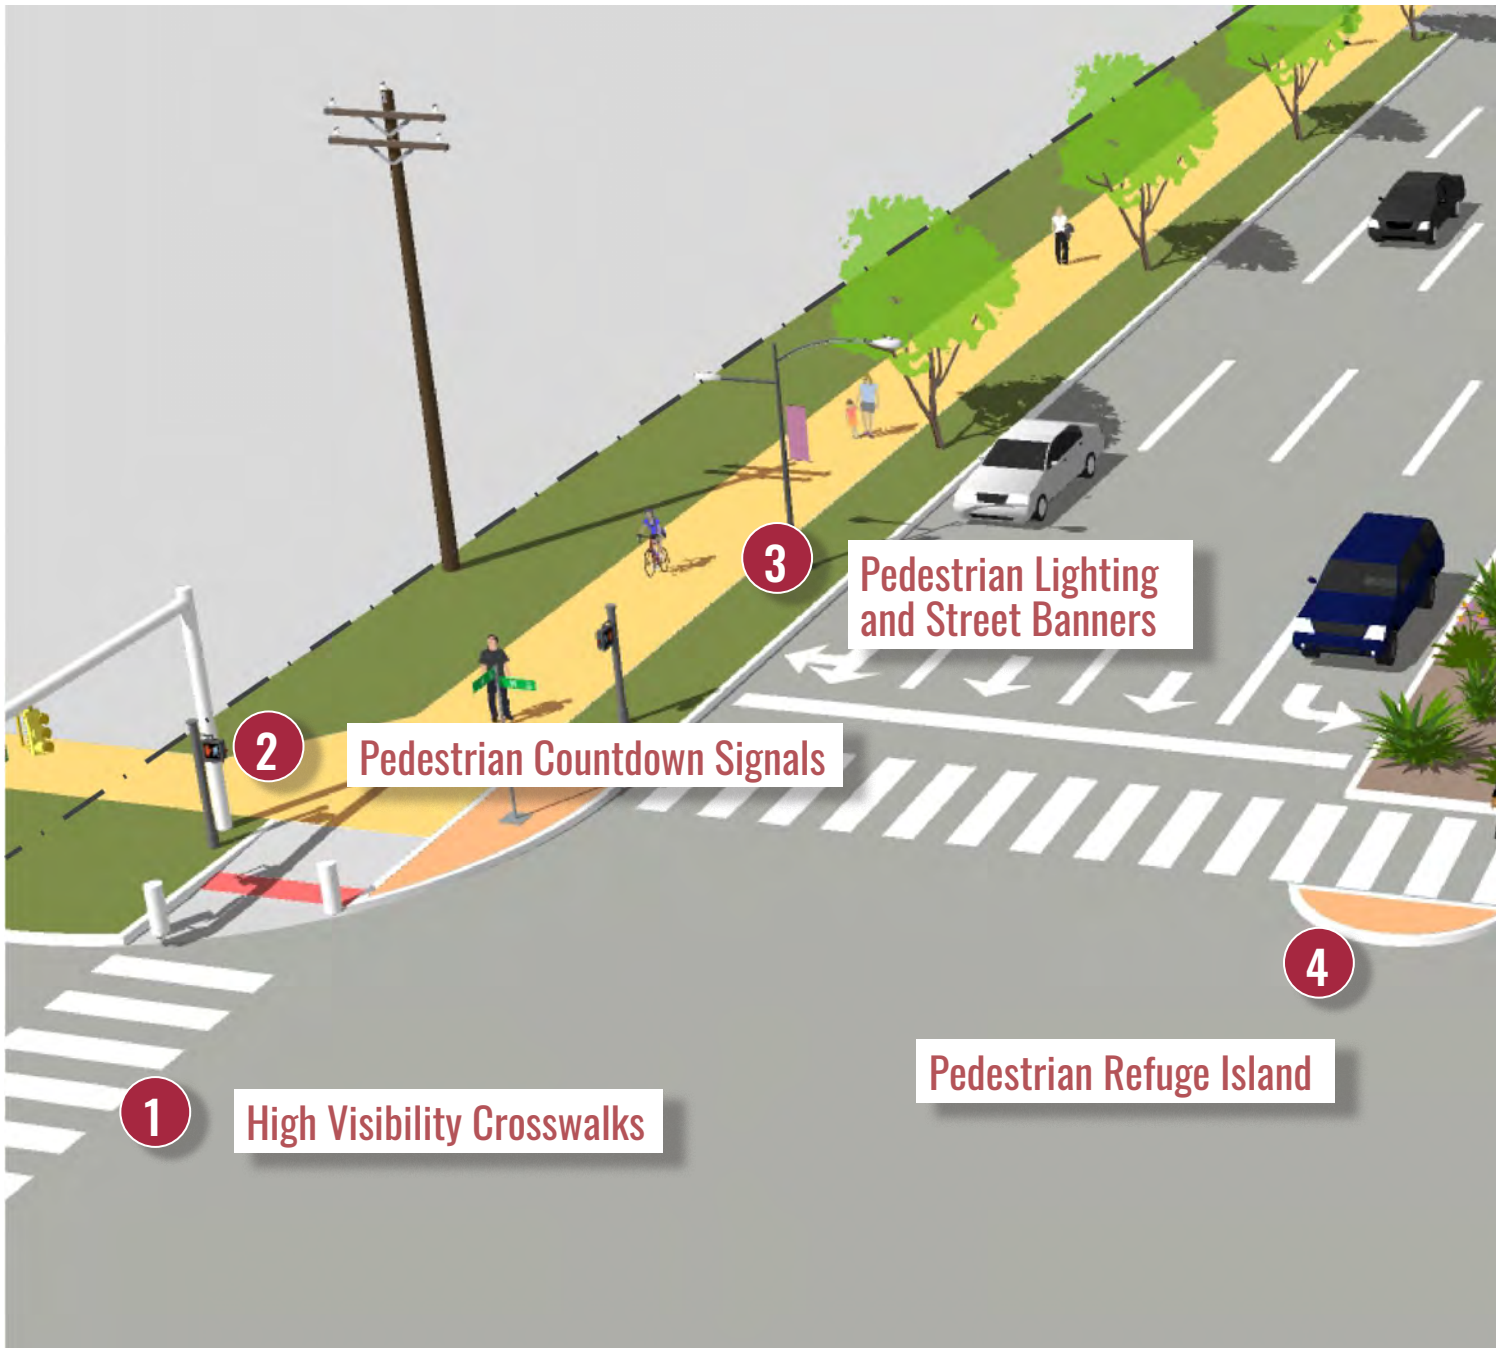 3
Pedestrian Lighting
and Street Banners
2
Pedestrian Countdown Signals
4
Pedestrian Refuge Island
1
High Visibility Crosswalks